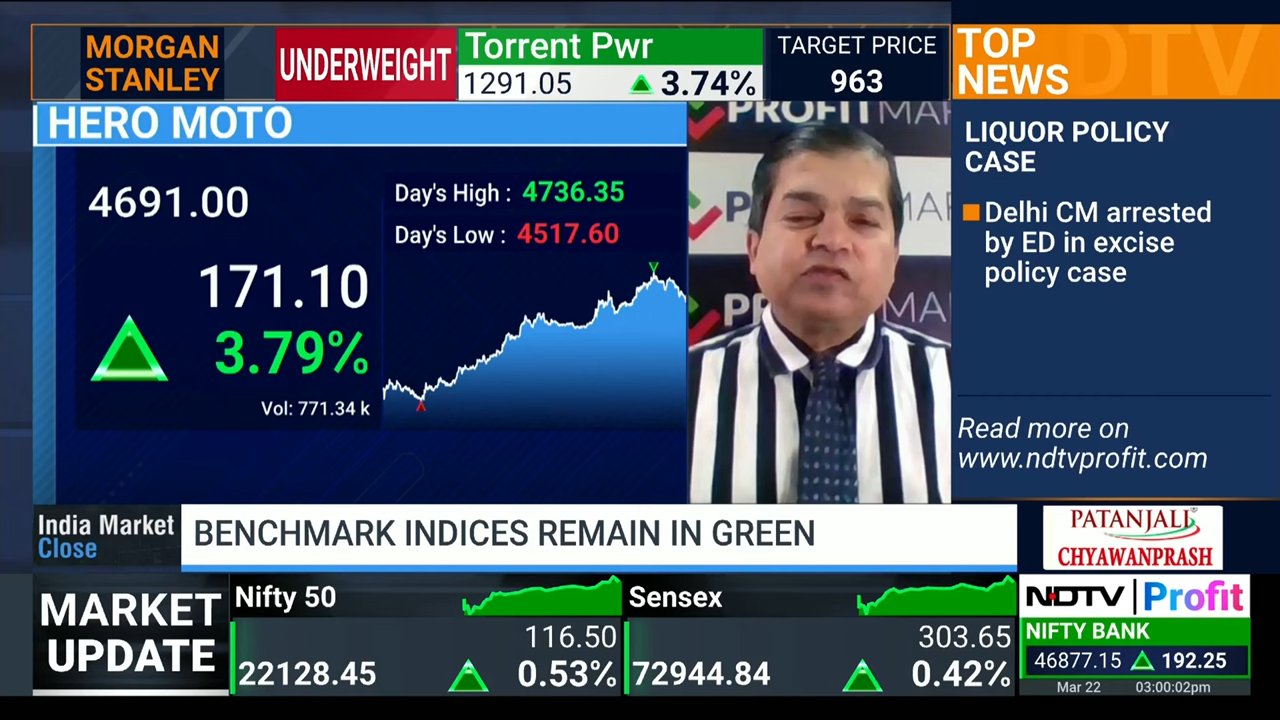 MORGAN
STANLEY
UNDERWEIGHT
Torrent Pwr
1291.05 3.74%
TARGET PRICE
963
TOP
NEWS
HERO MOTO
4691.00
171.10
3.79%
Vol: 771.34 k
Day's High : 4736.35
Day's Low : 4517.60
PROFITMA
P
MA
PR
MA
LIQUOR POLICY
CASE
Delhi CM arrested
by ED in excise
policy case
Read more on
www.ndtvprofit.com
India Market
Close
BENCHMARK INDICES REMAIN IN GREEN
PATANJALI®
CHYAWANPRASH
MARKET
UPDATE
Nifty 50
116.50
22128.45 0.53%
Sensex
303.65
72944.84 0.42%
NDTV Profit
NIFTY BANK
46877.15 192.25
Mar 22 03:00:02pm